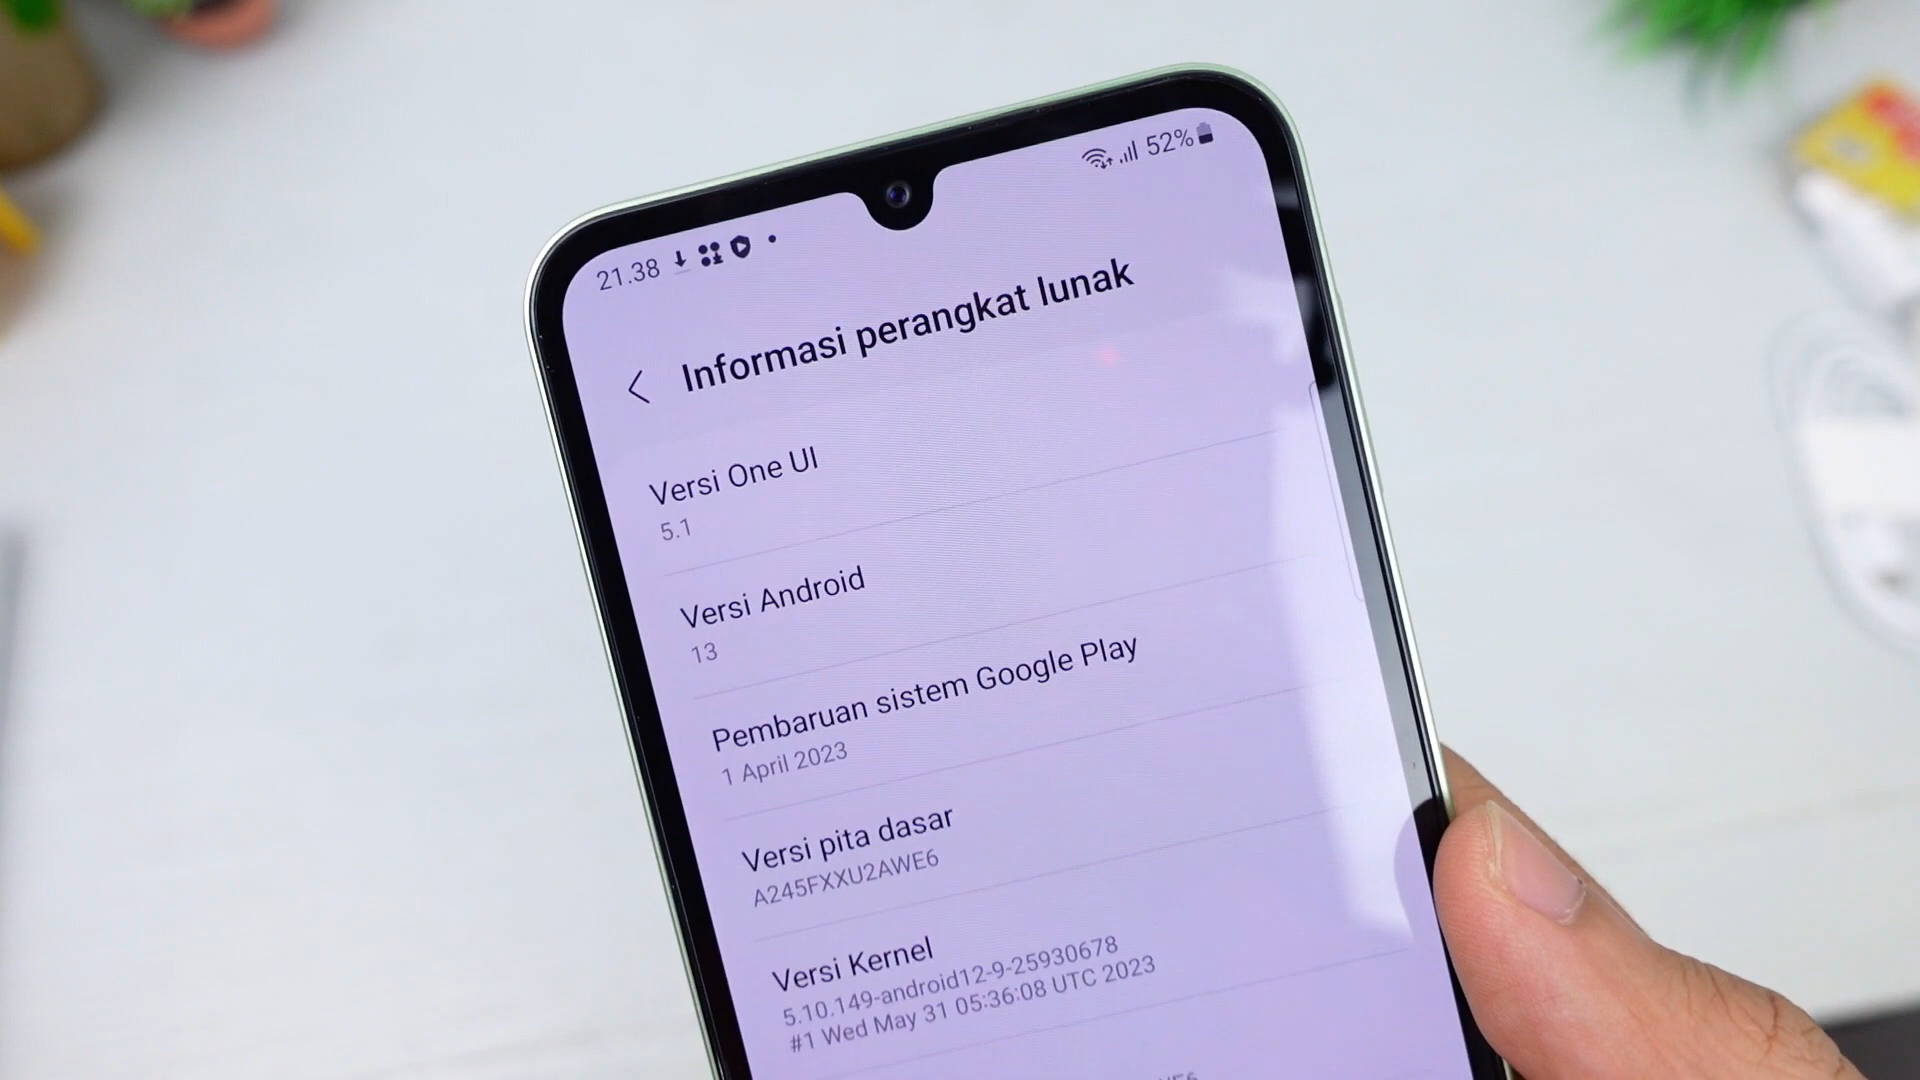 21.38
52%
Informasi perangkat lunak
Versi One UI
5.1
Versi Android
13
Pembaruan sistem Google Play
1 April 2023
Versi pita dasar
A245FXXU2AWE6
Versi Kernel
5.10.149-android12-9-25930678
#1 Wed May 31 05:36:08 UTC 2023